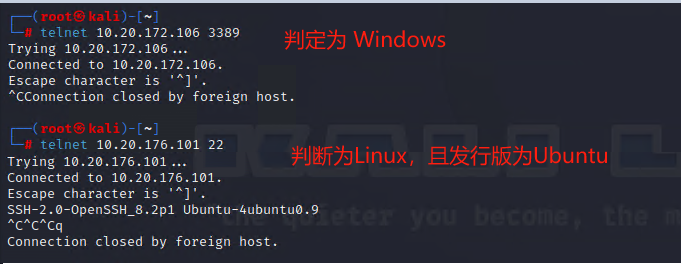 ┌──(root㉿kali)-[~]
└─# telnet 10.20.172.106 3389
判定为 Windows
Trying 10.20.172.106...
Connected to 10.20.172.106.
Escape character is '^]'.
^CConnection closed by foreign host.
┌──(root㉿kali)-[~]
└─# telnet 10.20.176.101 22
判断为Linux，且发行版为Ubuntu
Trying 10.20.176.101...
Connected to 10.20.176.101.
Escape character is '^]'.
SSH-2.0-OpenSSH_8.2p1 Ubuntu-4ubuntu0.9
^C^C^Cq
the quieter you become, the m
Connection closed by foreign host.